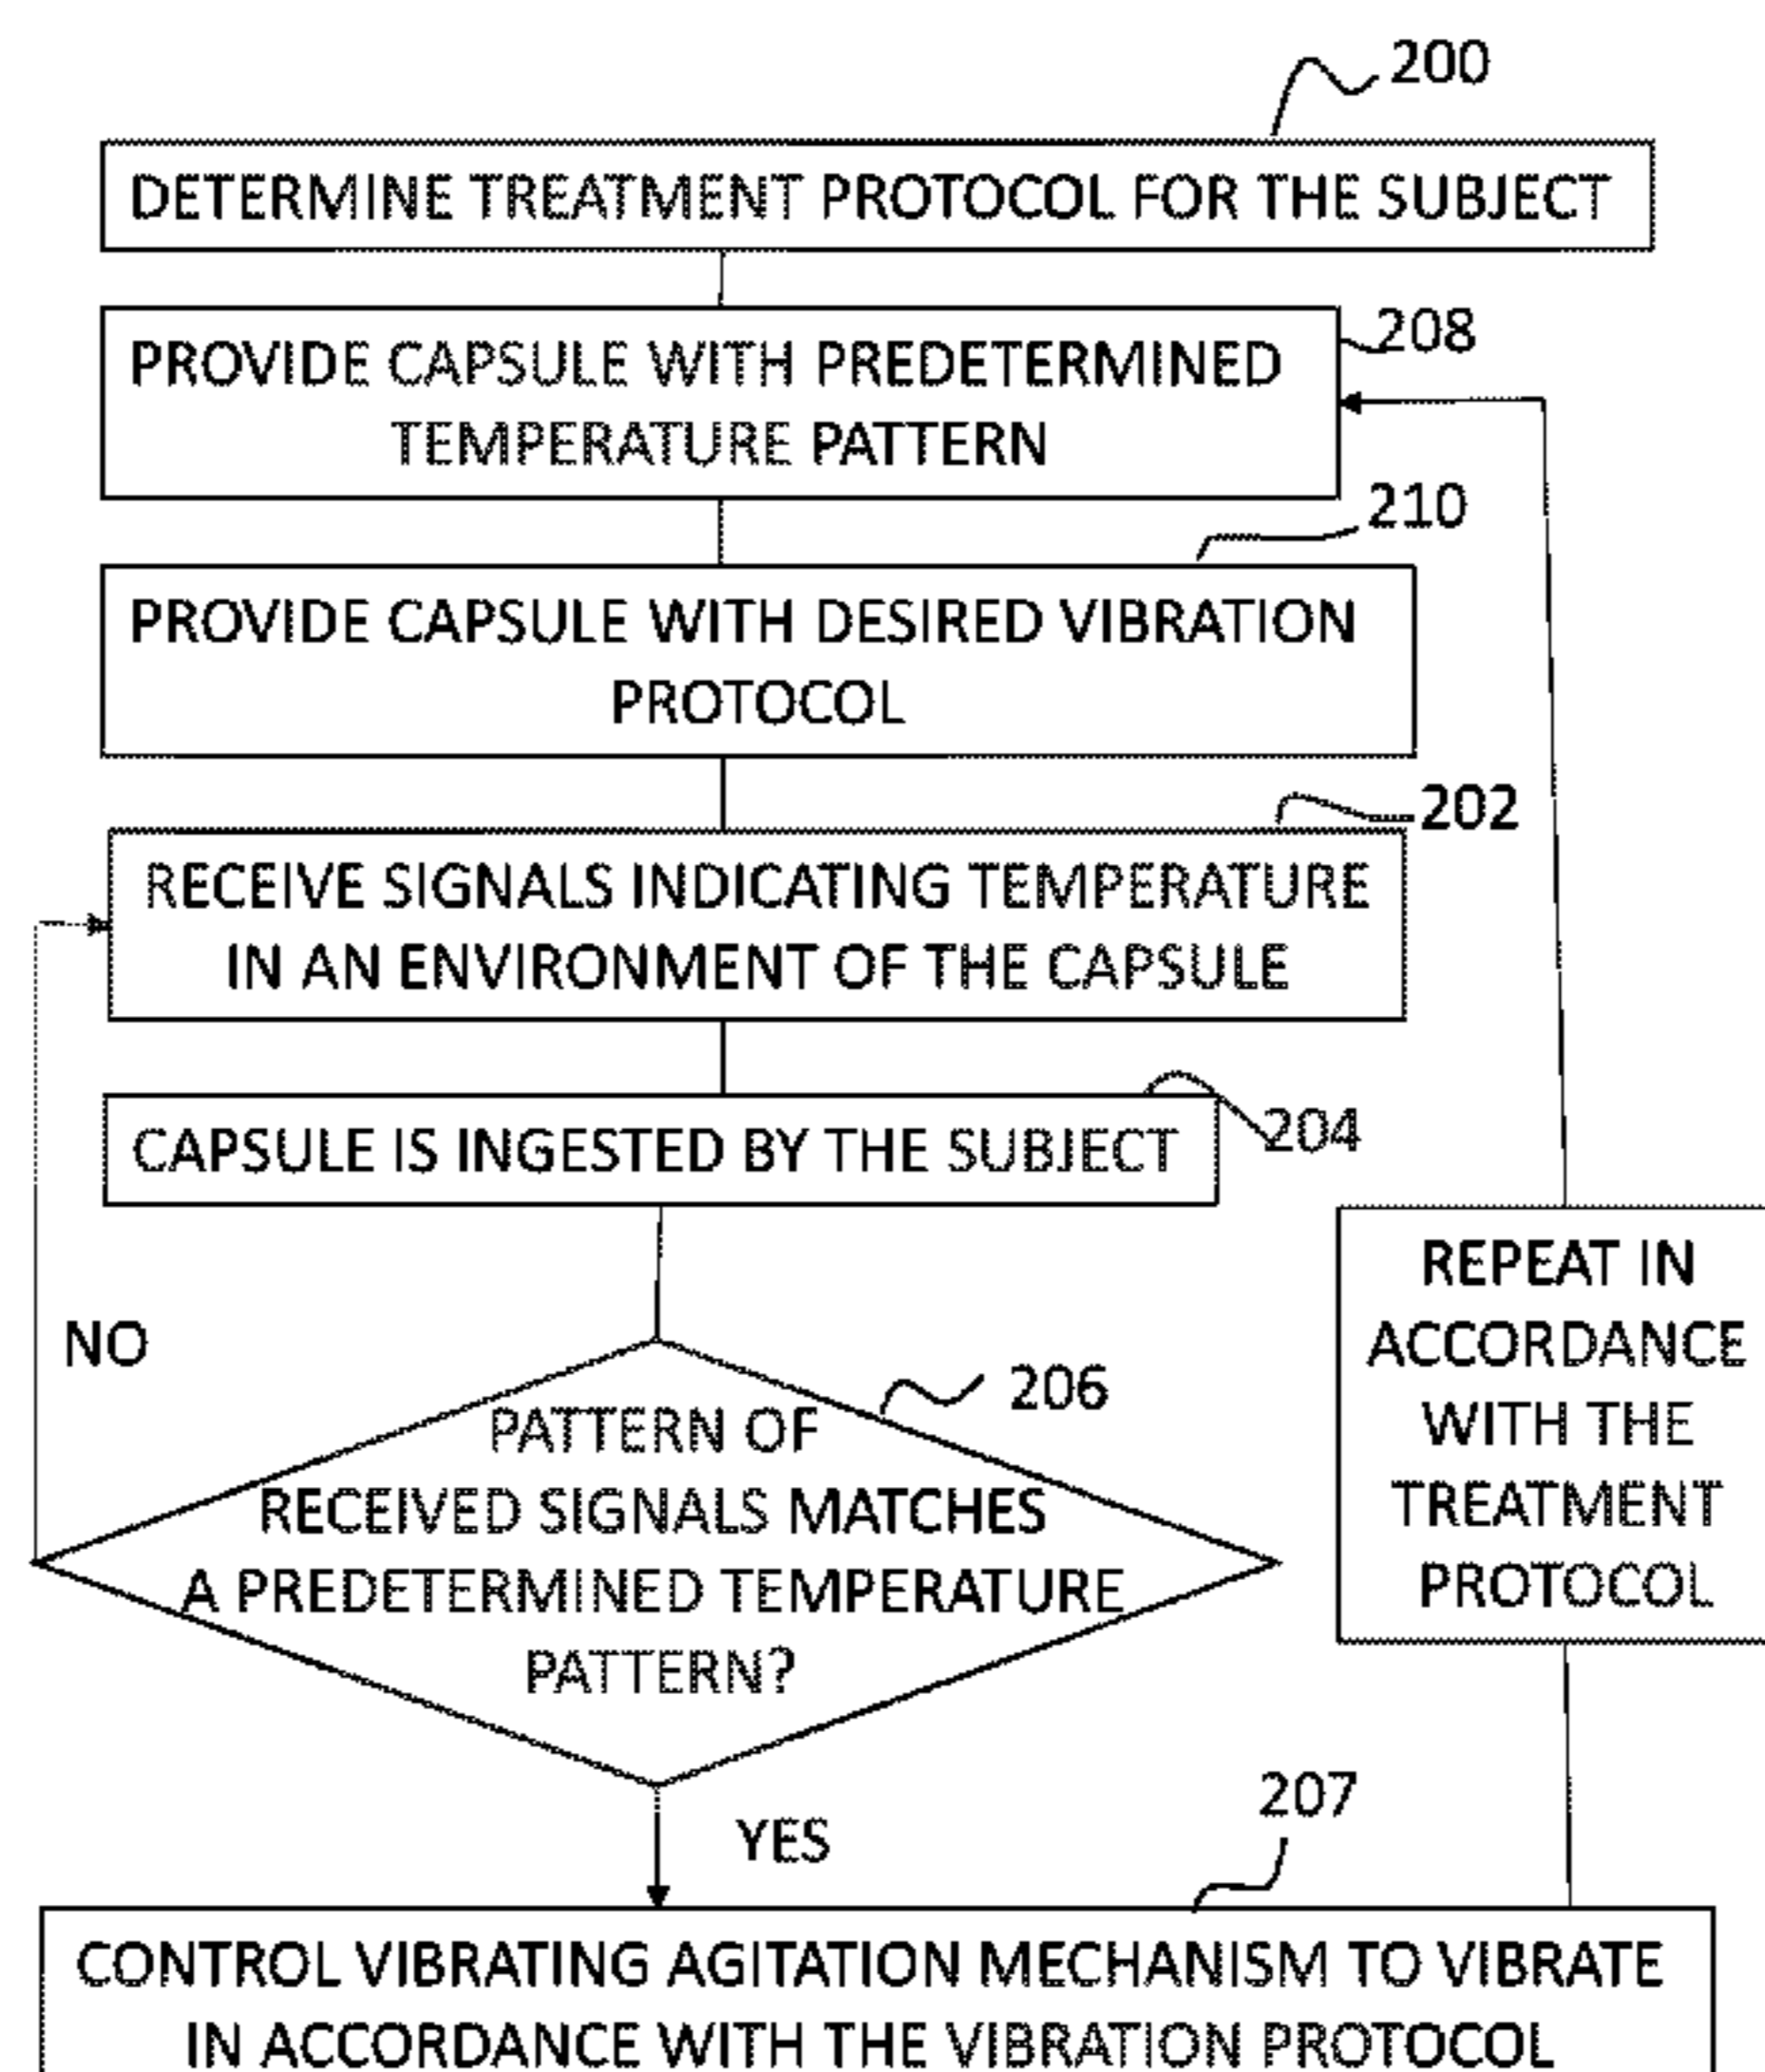 200
DETERMINE TREATMENT PROTOCOL FOR THE SUBJECT
208
PROVIDE CAPSULE WITH PREDETERMINED
TEMPERATURE PATTERN
210
PROVIDE CAPSULE WITH DESIRED VIBRATION
PROTOCOL
202
RECEIVE SIGNALS INDICATING TEMPERATURE
IN AN ENVIRONMENT OF THE CAPSULE
204
CAPSULE IS INGESTED BY THE SUBJECT
REPEAT IN
ACCORDANCE
WITH THE
TREATMENT
PROTOCOL
NO
206
PATTERN OF
RECEIVED SIGNALS MATCHES
A PREDETERMINED TEMPERATURE
PATTERN?
YES
207
CONTROL VIBRATING AGITATION MECHANISM TO VIBRATE
IN ACCORDANCE WITH THE VIBRATION PROTOCOL